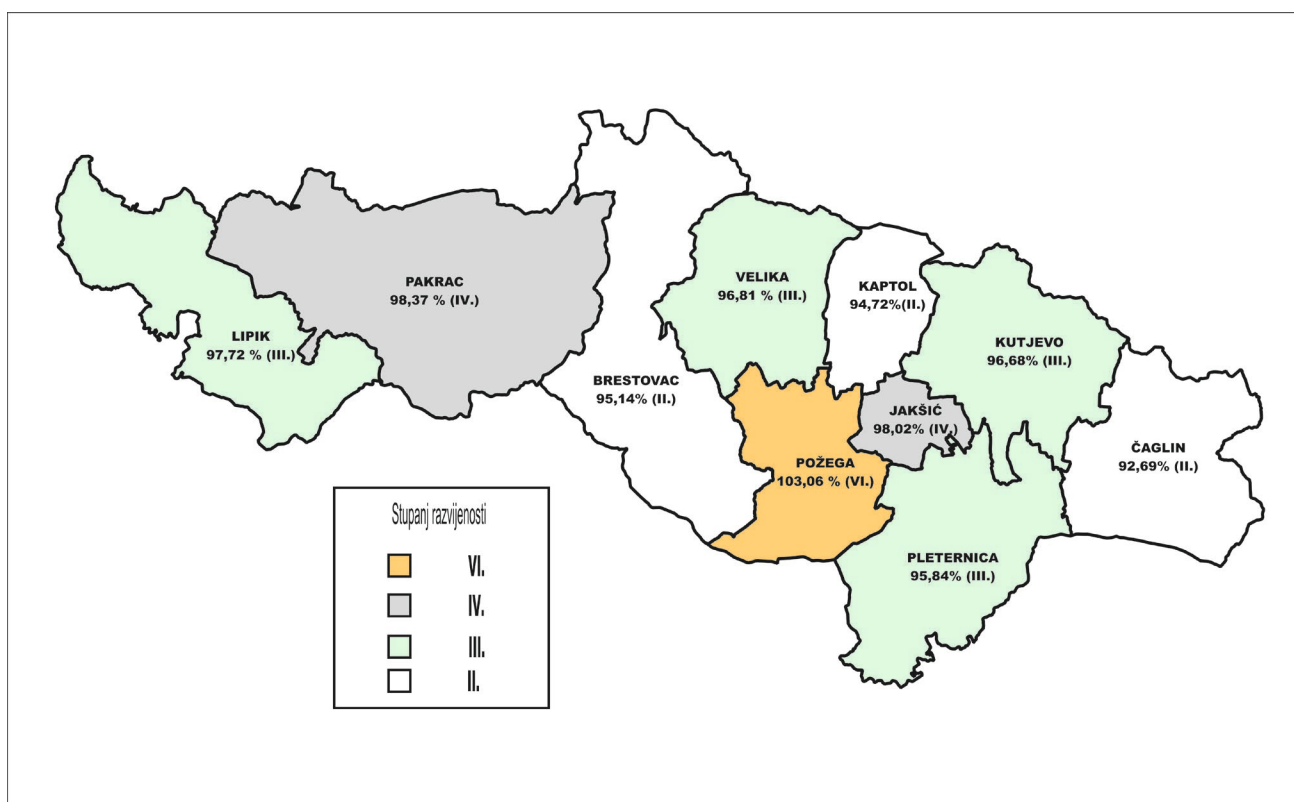 PAKRAC
98,37 % (IV.)
VELIKA
96,81 % (III.)
KAPTOL
94,72%(II.)
LIPIK
97,72 % (III.)
KUTJEVO
96,68% (III.)
BRESTOVAC
95,14% (II.)
JAKŠIĆ
98,02% (IV.)
ČAGLIN
92,69% (II.)
POŽEGA
103,06 % (VI.)
PLETERNICA
95,84% (III.)
Stupanj razvijenosti
VI.
IV.
III.
II.